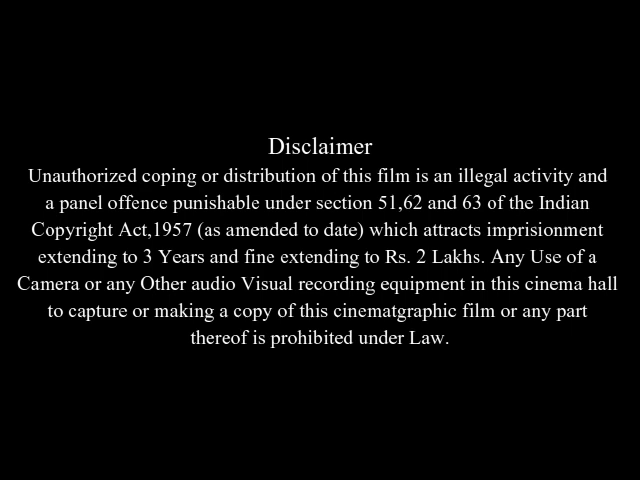 Disclaimer
Unauthorized coping or distribution of this film is an illegal activity and
a panel offence punishable under section 51,62 and 63 of the Indian
Copyright Act,1957 (as amended to date) which attracts imprisionment
extending to 3 Years and fine extending to Rs. 2 Lakhs. Any Use of a
Camera or any Other audio Visual recording equipment in this cinema hall
to capture or making a copy of this cinematgraphic film or any part
thereof is prohibited under Law.